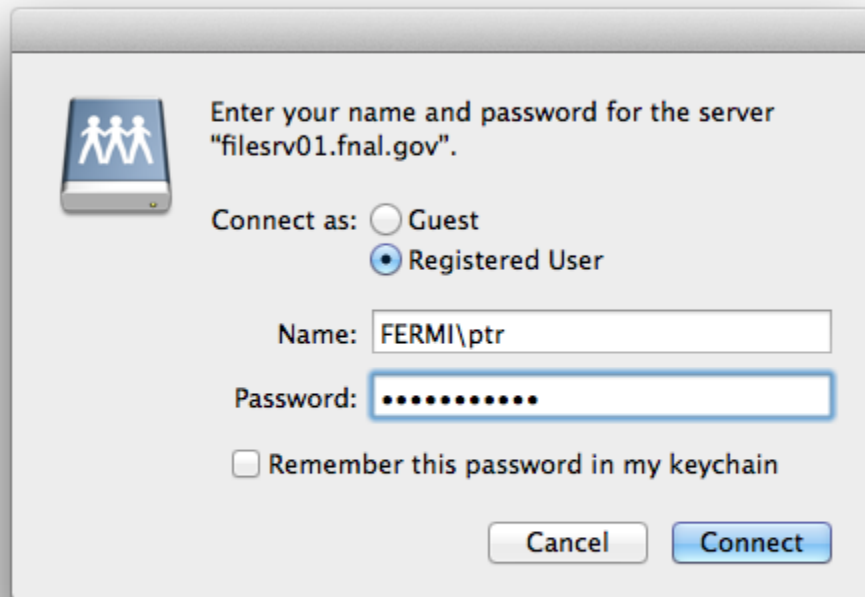 Enter your name and password for the server
“filesrv01.fnal.gov”.
Connect as: Guest
Registered User
Name: FERMI\ptr
Password: •••••••••••
Remember this password in my keychain
Cancel Connect